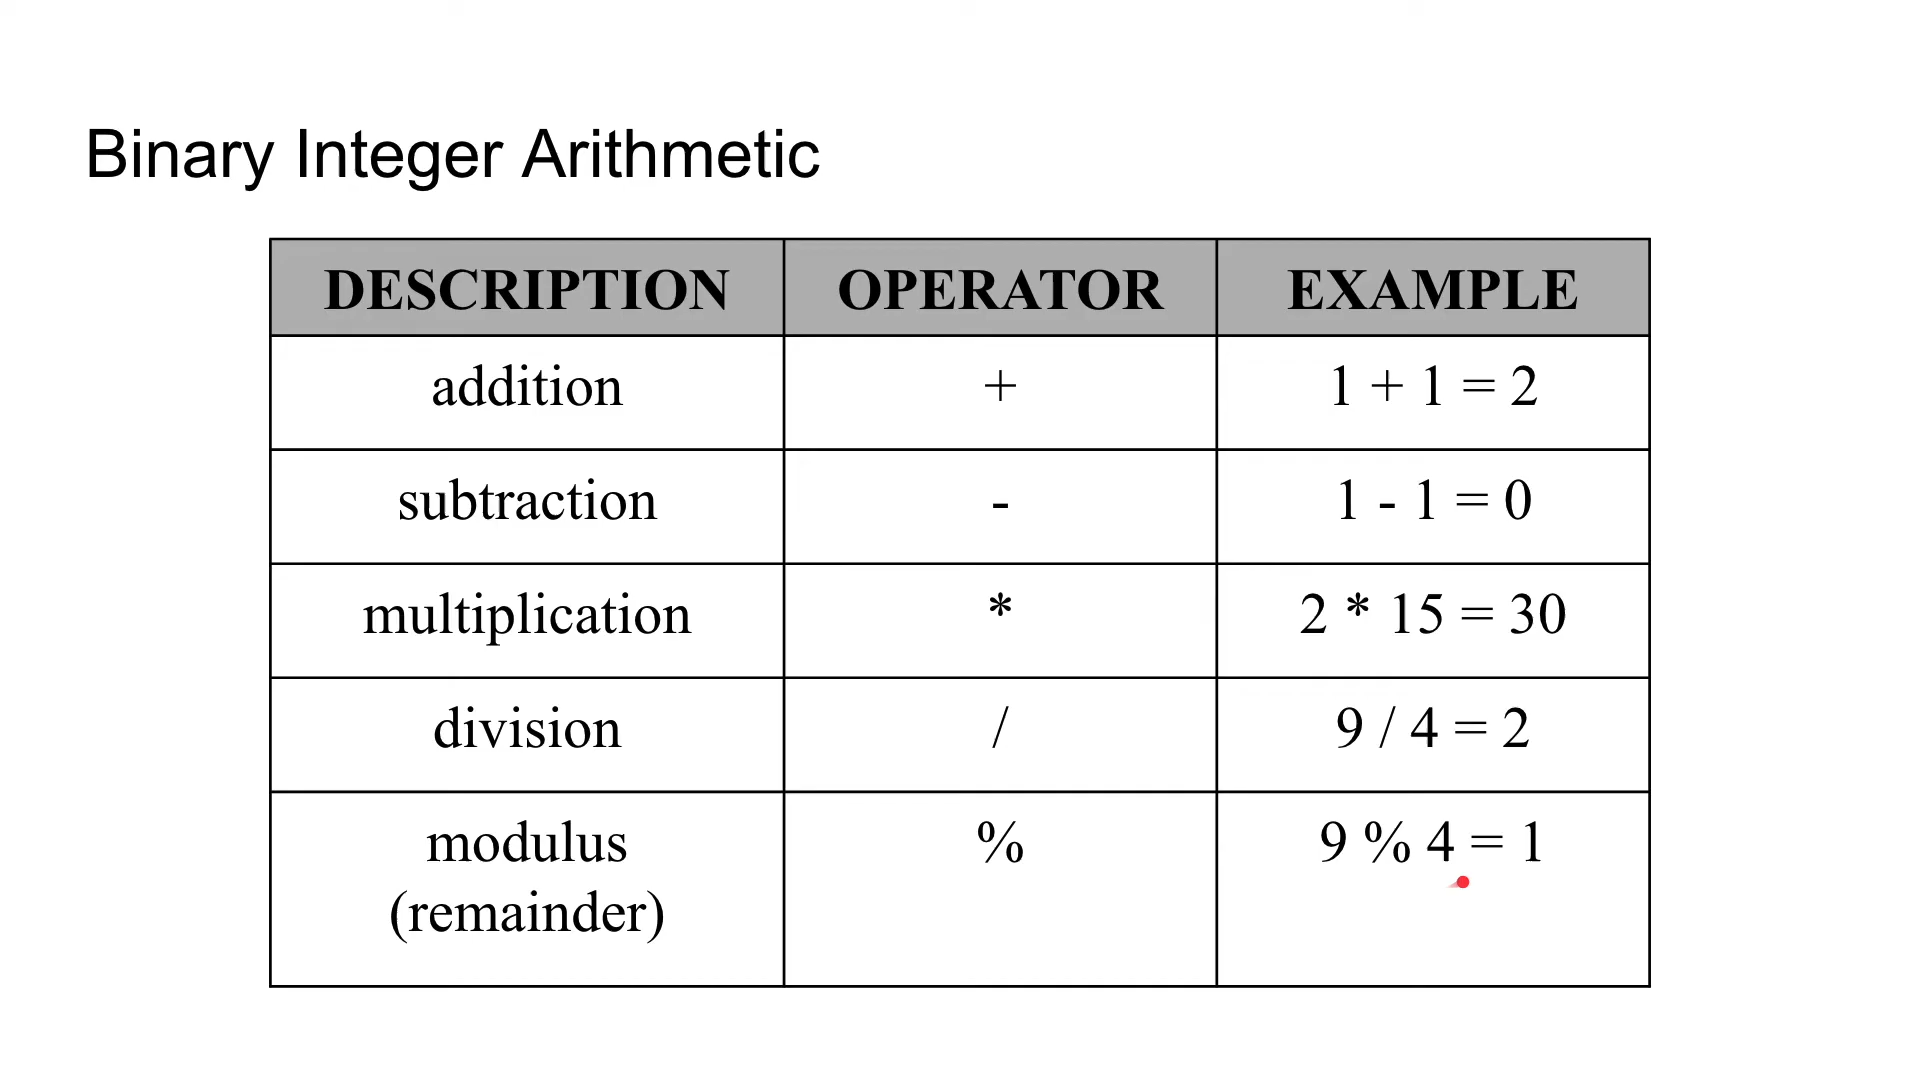 Binary Integer Arithmetic
DESCRIPTION OPERATOR EXAMPLE
addition + 1 + 1 = 2
subtraction - 1 - 1 = 0
multiplication * 2 * 15 = 30
division / 9 / 4 = 2
modulus % 9 % 4 = 1
(remainder)